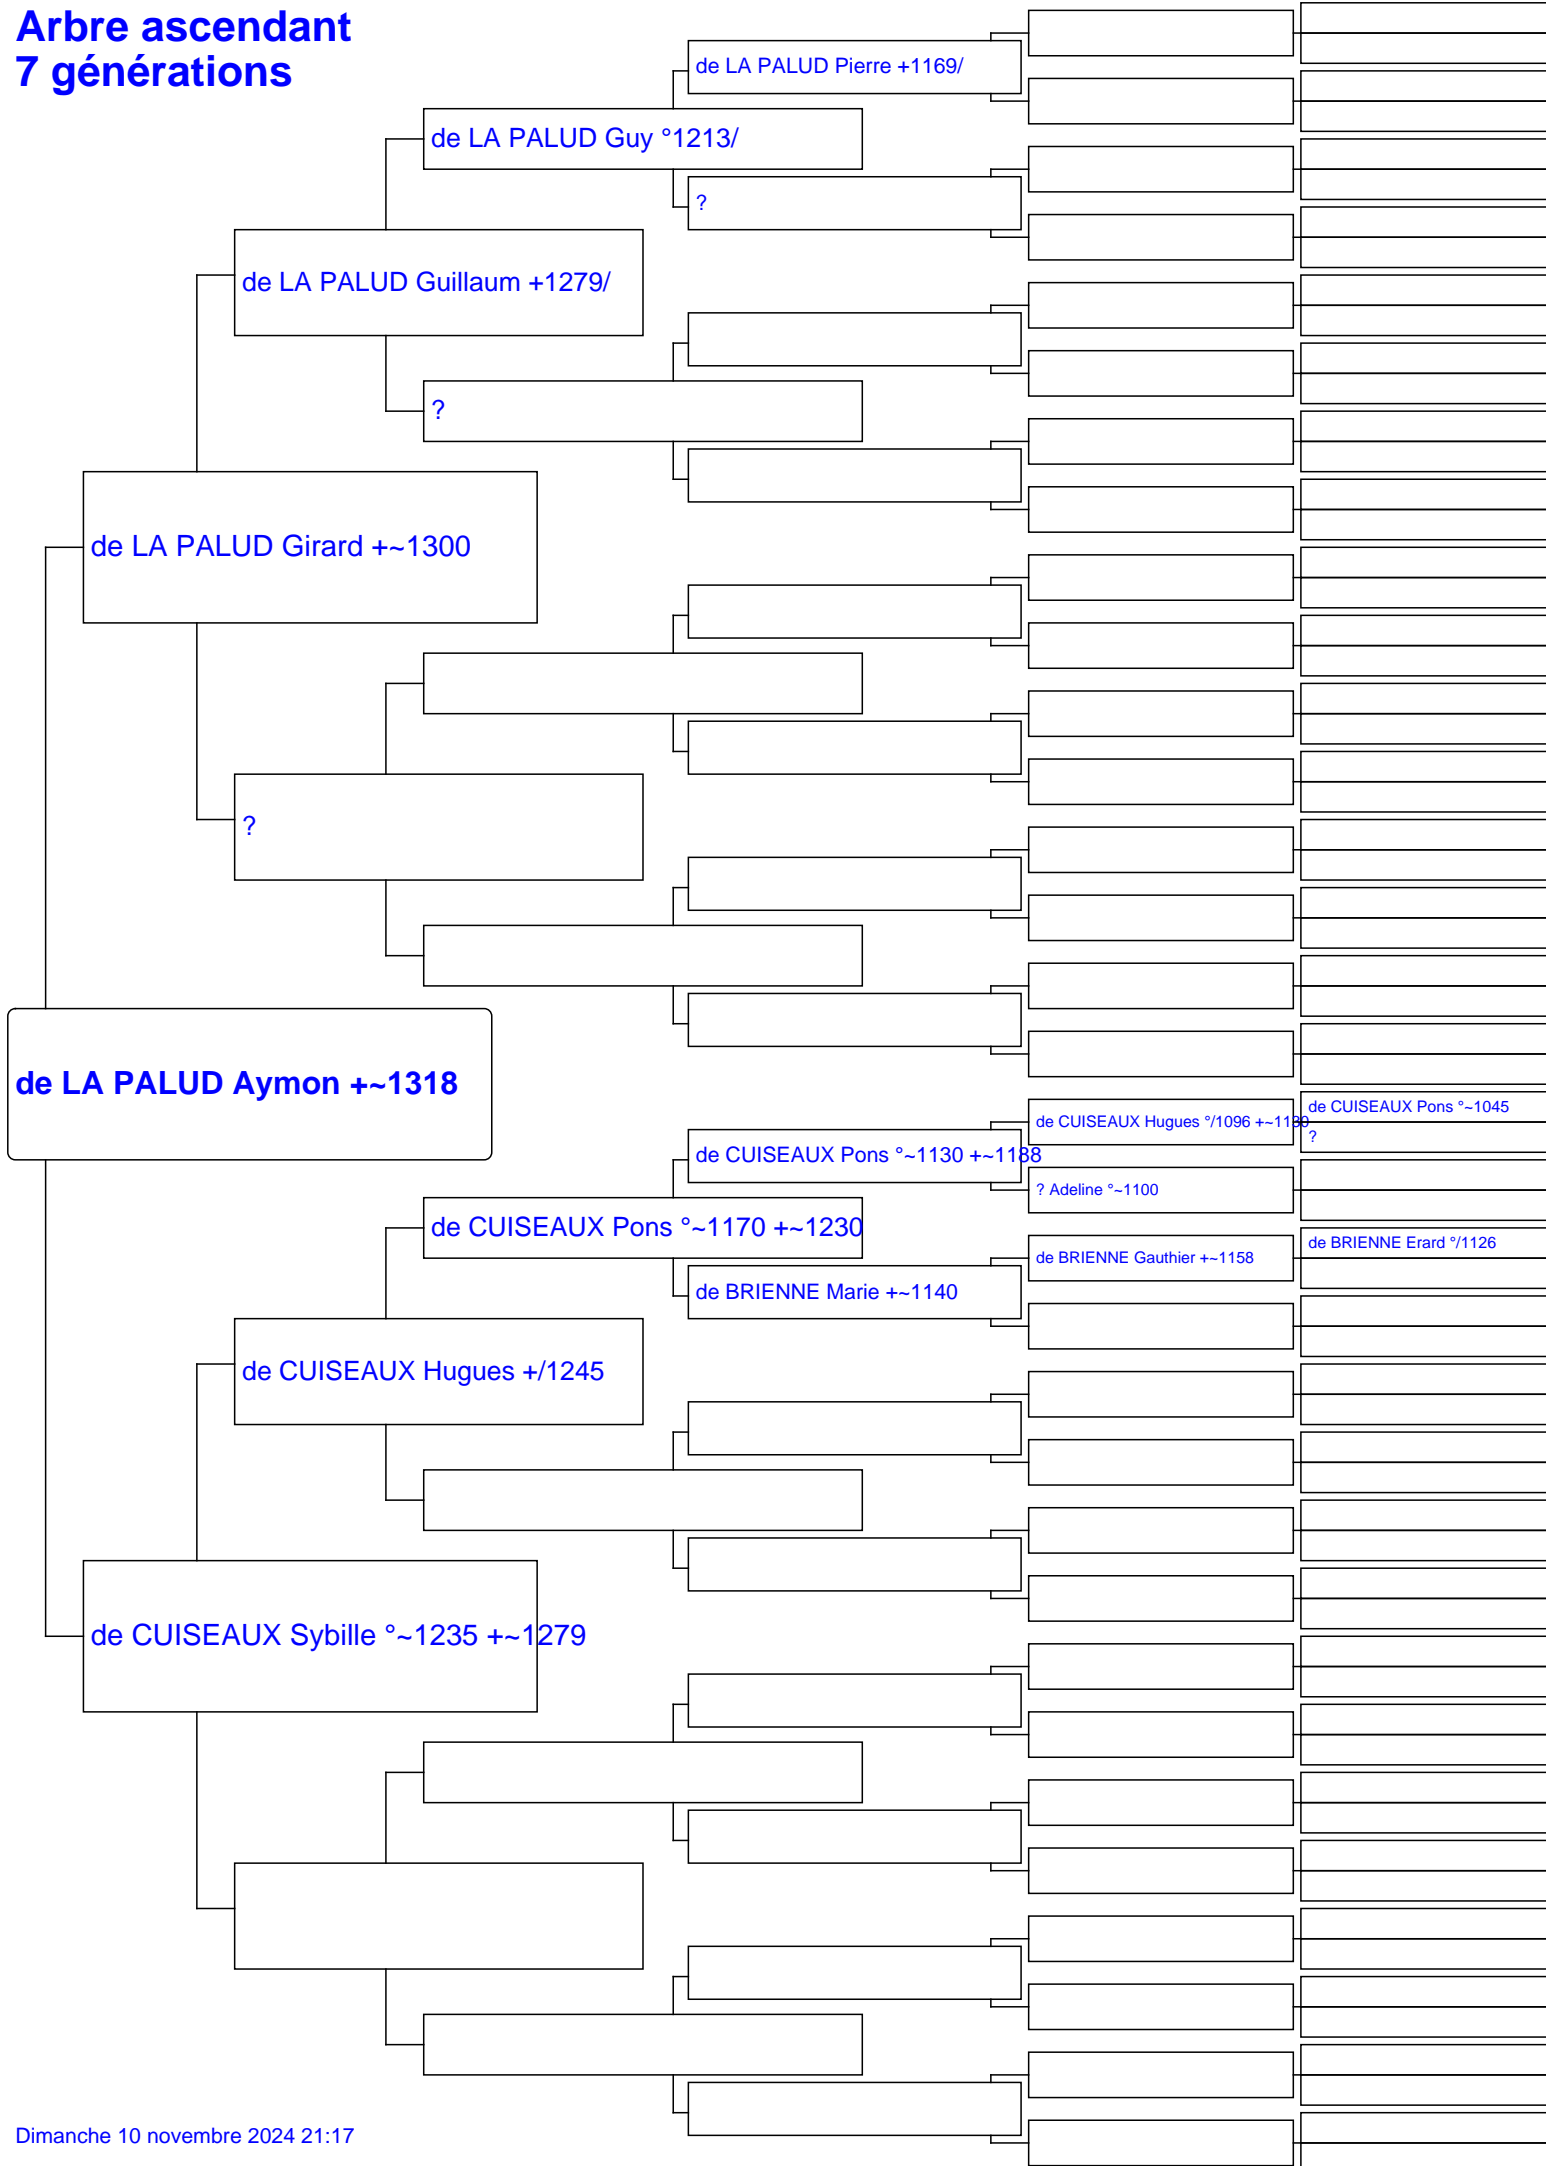 Arbre ascendant
7 générations
de LA PALUD Pierre +1169/
de LA PALUD Guy °1213/
?
de LA PALUD Guillaum +1279/
?
de LA PALUD Girard +~1300
?
de LA PALUD Aymon +~1318
de CUISEAUX Pons °~1045
de CUISEAUX Hugues °/1096 +~1130
?
de CUISEAUX Pons °~1130 +~1188
? Adeline °~1100
de CUISEAUX Pons °~1170 +~1230
de BRIENNE Erard °/1126
de BRIENNE Gauthier +~1158
de BRIENNE Marie +~1140
de CUISEAUX Hugues +/1245
de CUISEAUX Sybille °~1235 +~1279
Dimanche 10 novembre 2024 21:17